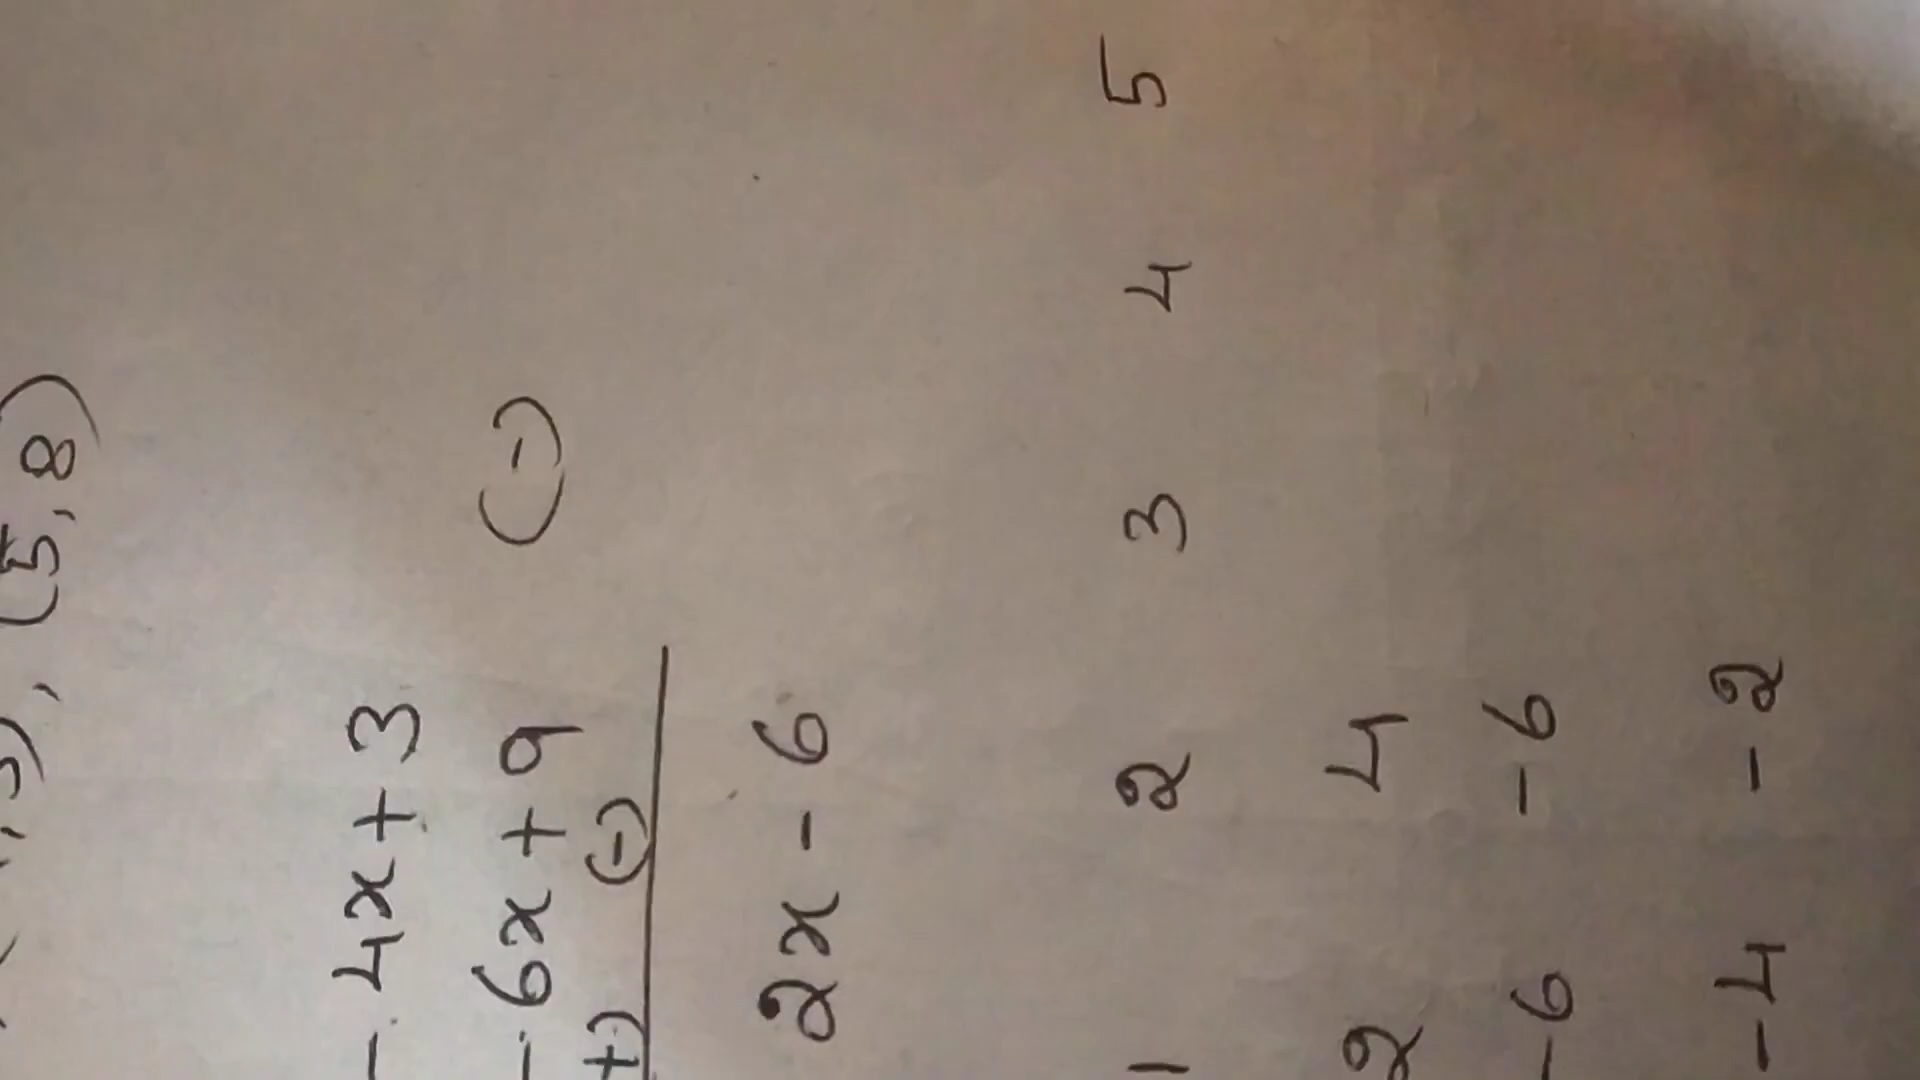 , (5, 8)
- 4x + 3
- 6x + 9 (-)
+) (-)
2x - 6
1 2 3 4 5
2 4
- 6 - 6
- 4 - 2